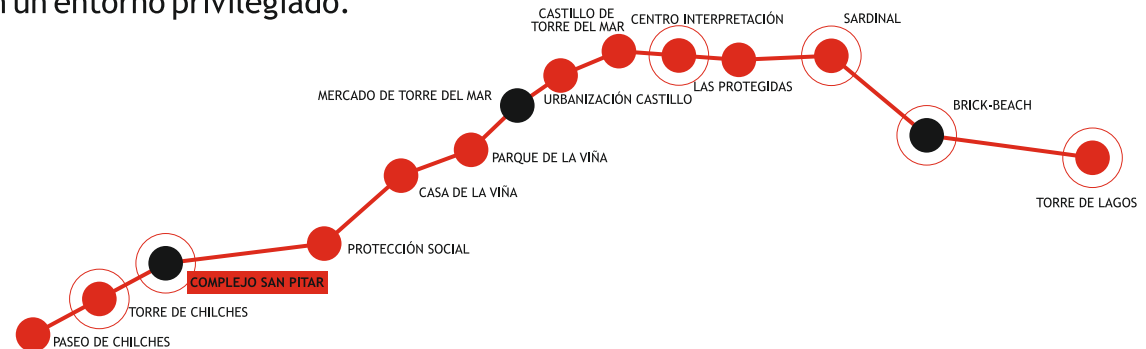 n un entorno privilegiado.
CASTILLO DE
TORRE DEL MAR
CENTRO INTERPRETACIÓN
SARDINAL
MERCADO DE TORRE DEL MAR
URBANIZACIÓN CASTILLO
LAS PROTEGIDAS
BRICK-BEACH
PARQUE DE LA VIÑA
CASA DE LA VIÑA
TORRE DE LAGOS
PROTECCIÓN SOCIAL
COMPLEJO SAN PITAR
TORRE DE CHILCHES
PASEO DE CHILCHES